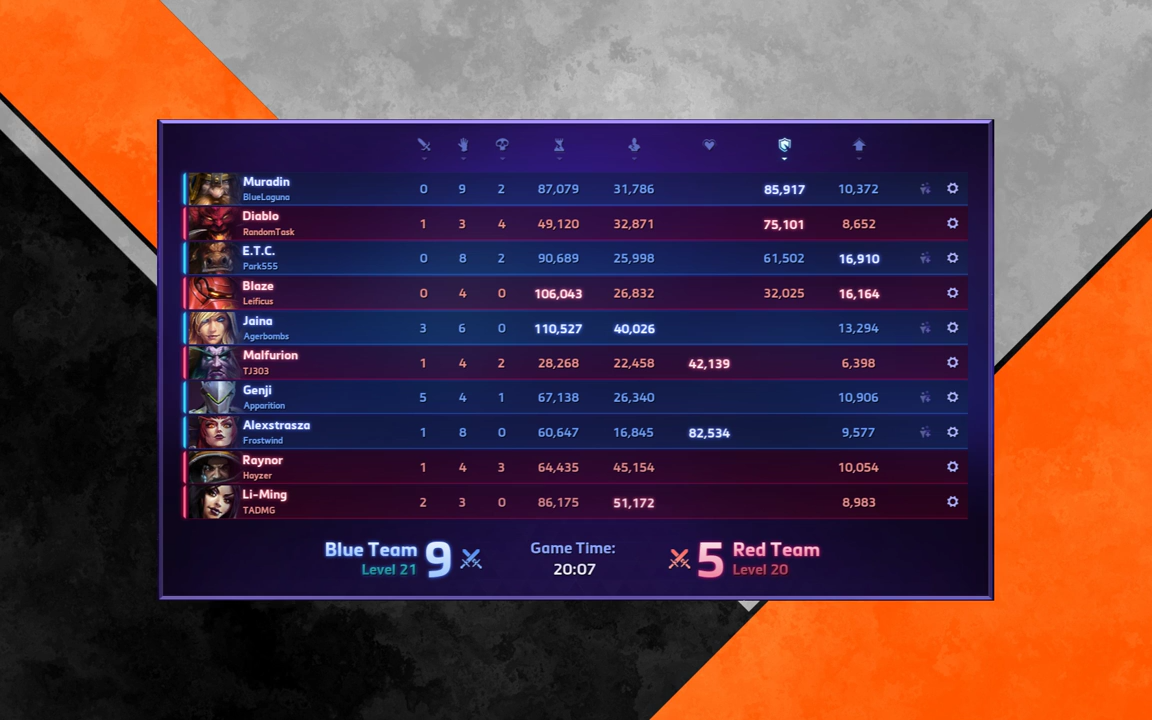 Muradin
BlueLaguna
0 9 2 87,079 31,786 85,917 10,372
Diablo
RandomTask
1 3 4 49,120 32,871 75,101 8,652
E.T.C.
Park555
0 8 2 90,689 25,998 61,502 16,910
Blaze
Leificus
0 4 0 106,043 26,832 32,025 16,164
Jaina
Agerbombs
3 6 0 110,527 40,026 13,294
Malfurion
TJ303
1 4 2 28,268 22,458 42,139 6,398
Genji
Apparition
5 4 1 67,138 26,340 10,906
Alexstrasza
Frostwind
1 8 0 60,647 16,845 82,534 9,577
Raynor
Hayzer
1 4 3 64,435 45,154 10,054
Li-Ming
TADMG
2 3 0 86,175 51,172 8,983
Blue Team 9 Game Time: 5 Red Team
Level 21 20:07 Level 20